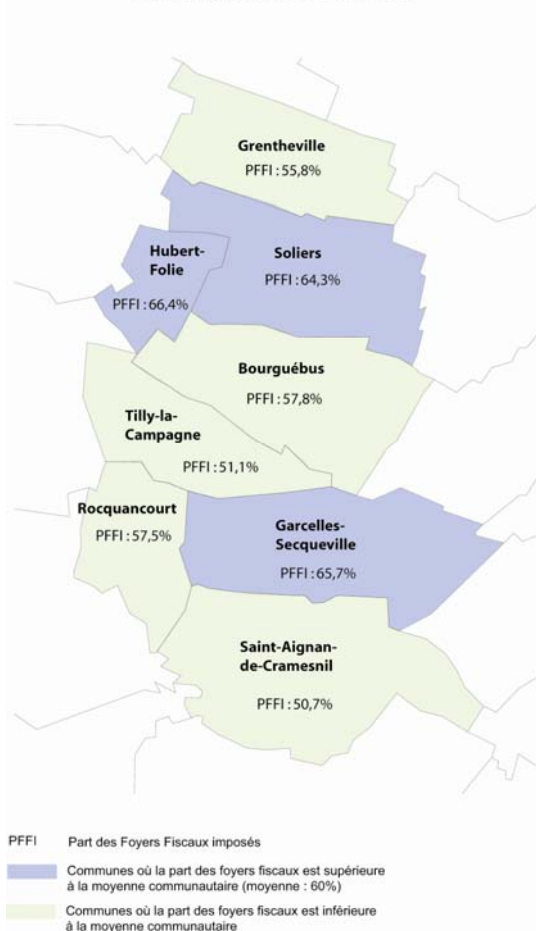 Grentheville
PFFI : 55,8%
Hubert-
Folie
PFFI : 66,4%
Soliers
PFFI : 64,3%
Bourguébus
PFFI : 57,8%
Tilly-la-
Campagne
PFFI : 51,1%
Rocquancourt
PFFI : 57,5%
Garcelles-
Secqueville
PFFI : 65,7%
Saint-Aignan-
de-Cramesnil
PFFI : 50,7%
PFFI Part des Foyers Fiscaux imposés
Communes où la part des foyers fiscaux est supérieure
à la moyenne communautaire (moyenne : 60%)
Communes où la part des foyers fiscaux est inférieure
à la moyenne communautaire